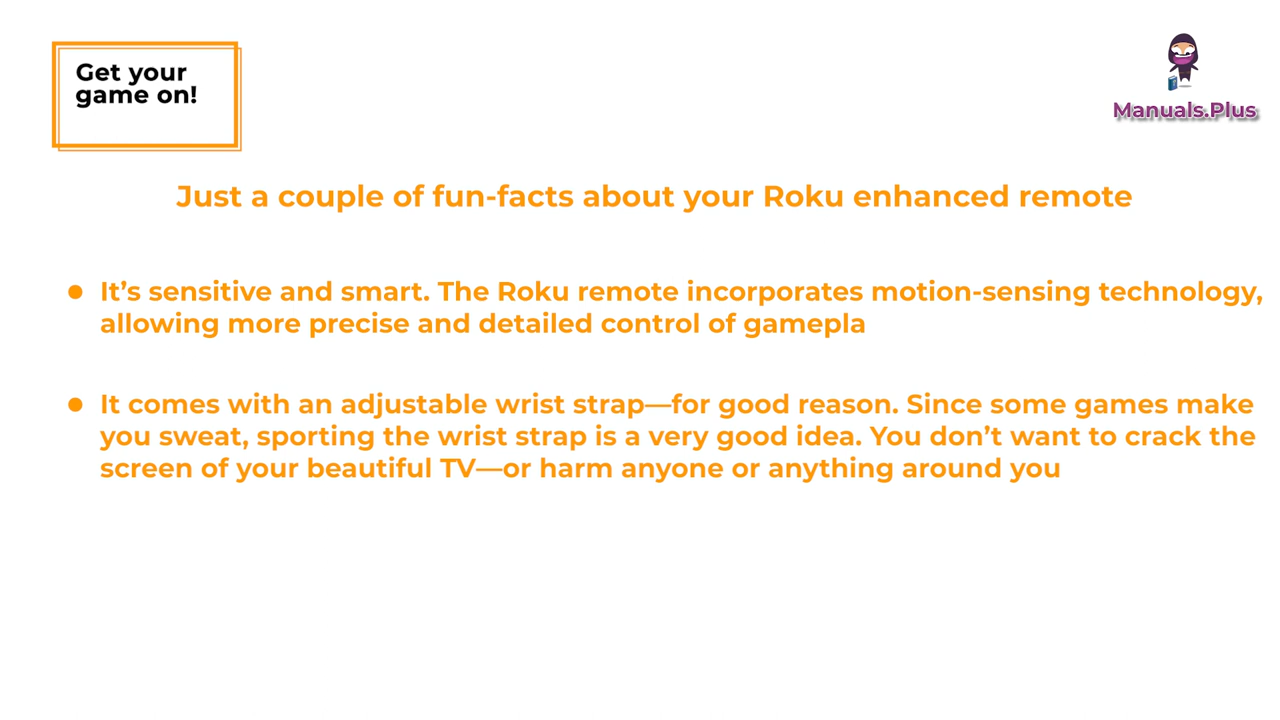 Get your
game on!
Manuals.Plus
Just a couple of fun-facts about your Roku enhanced remote
● It’s sensitive and smart. The Roku remote incorporates motion-sensing technology,
allowing more precise and detailed control of gamepla
● It comes with an adjustable wrist strap—for good reason. Since some games make
you sweat, sporting the wrist strap is a very good idea. You don’t want to crack the
screen of your beautiful TV—or harm anyone or anything around you